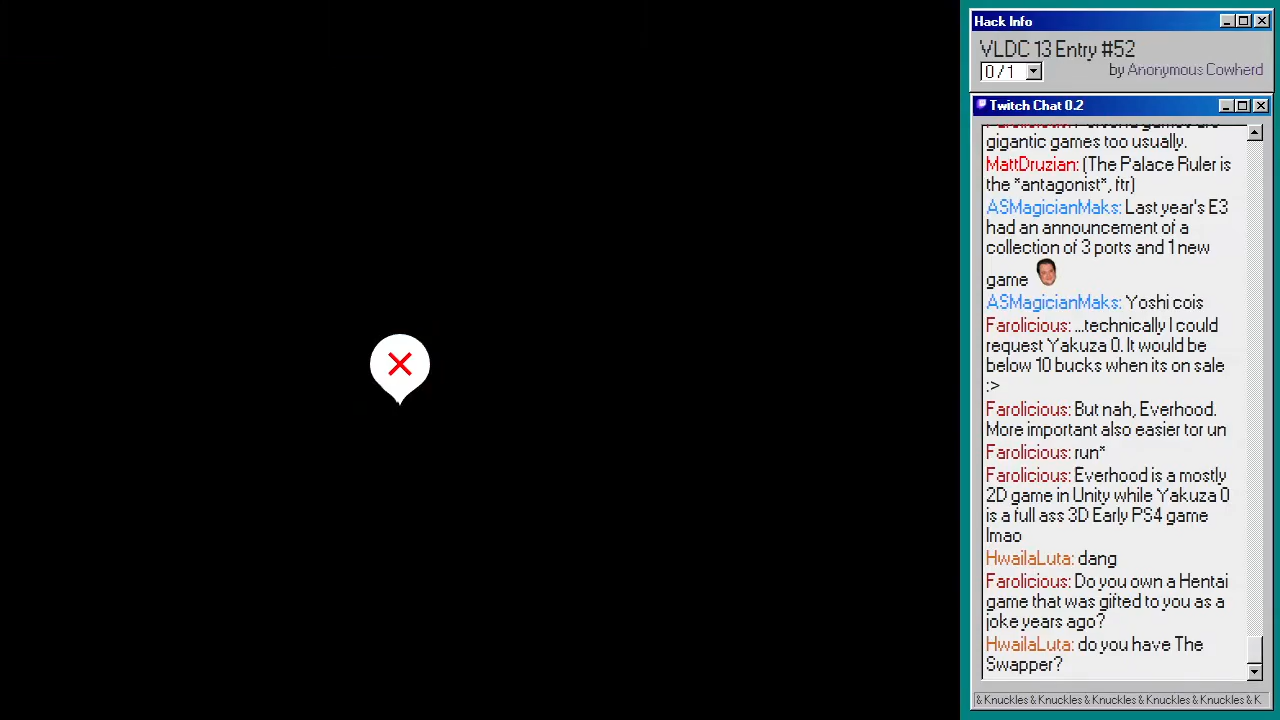 Hack Info
VLDC 13 Entry #52
0/1
by Anonymous Cowherd
Twitch Chat 0.2
gigantic games too usually.
MattDruzian: (The Palace Ruler is
the *antagonist*, ftr)
ASMagicianMaks: Last year's E3
had an announcement of a
collection of 3 ports and 1 new
game
ASMagicianMaks: Yoshi cois
Farolicious: ...technically I could
request Yakuza 0. It would be
below 10 bucks when its on sale
:>
Farolicious: But nah, Everhood.
More important also easier tor un
Farolicious: run*
Farolicious: Everhood is a mostly
2D game in Unity while Yakuza 0
is a full ass 3D Early PS4 game
lmao
HwailaLuta: dang
Farolicious: Do you own a Hentai
game that was gifted to you as a
joke years ago?
HwailaLuta: do you have The
Swapper?
& Knuckles & Knuckles & Knuckles & Knuckles & Knuckles & K